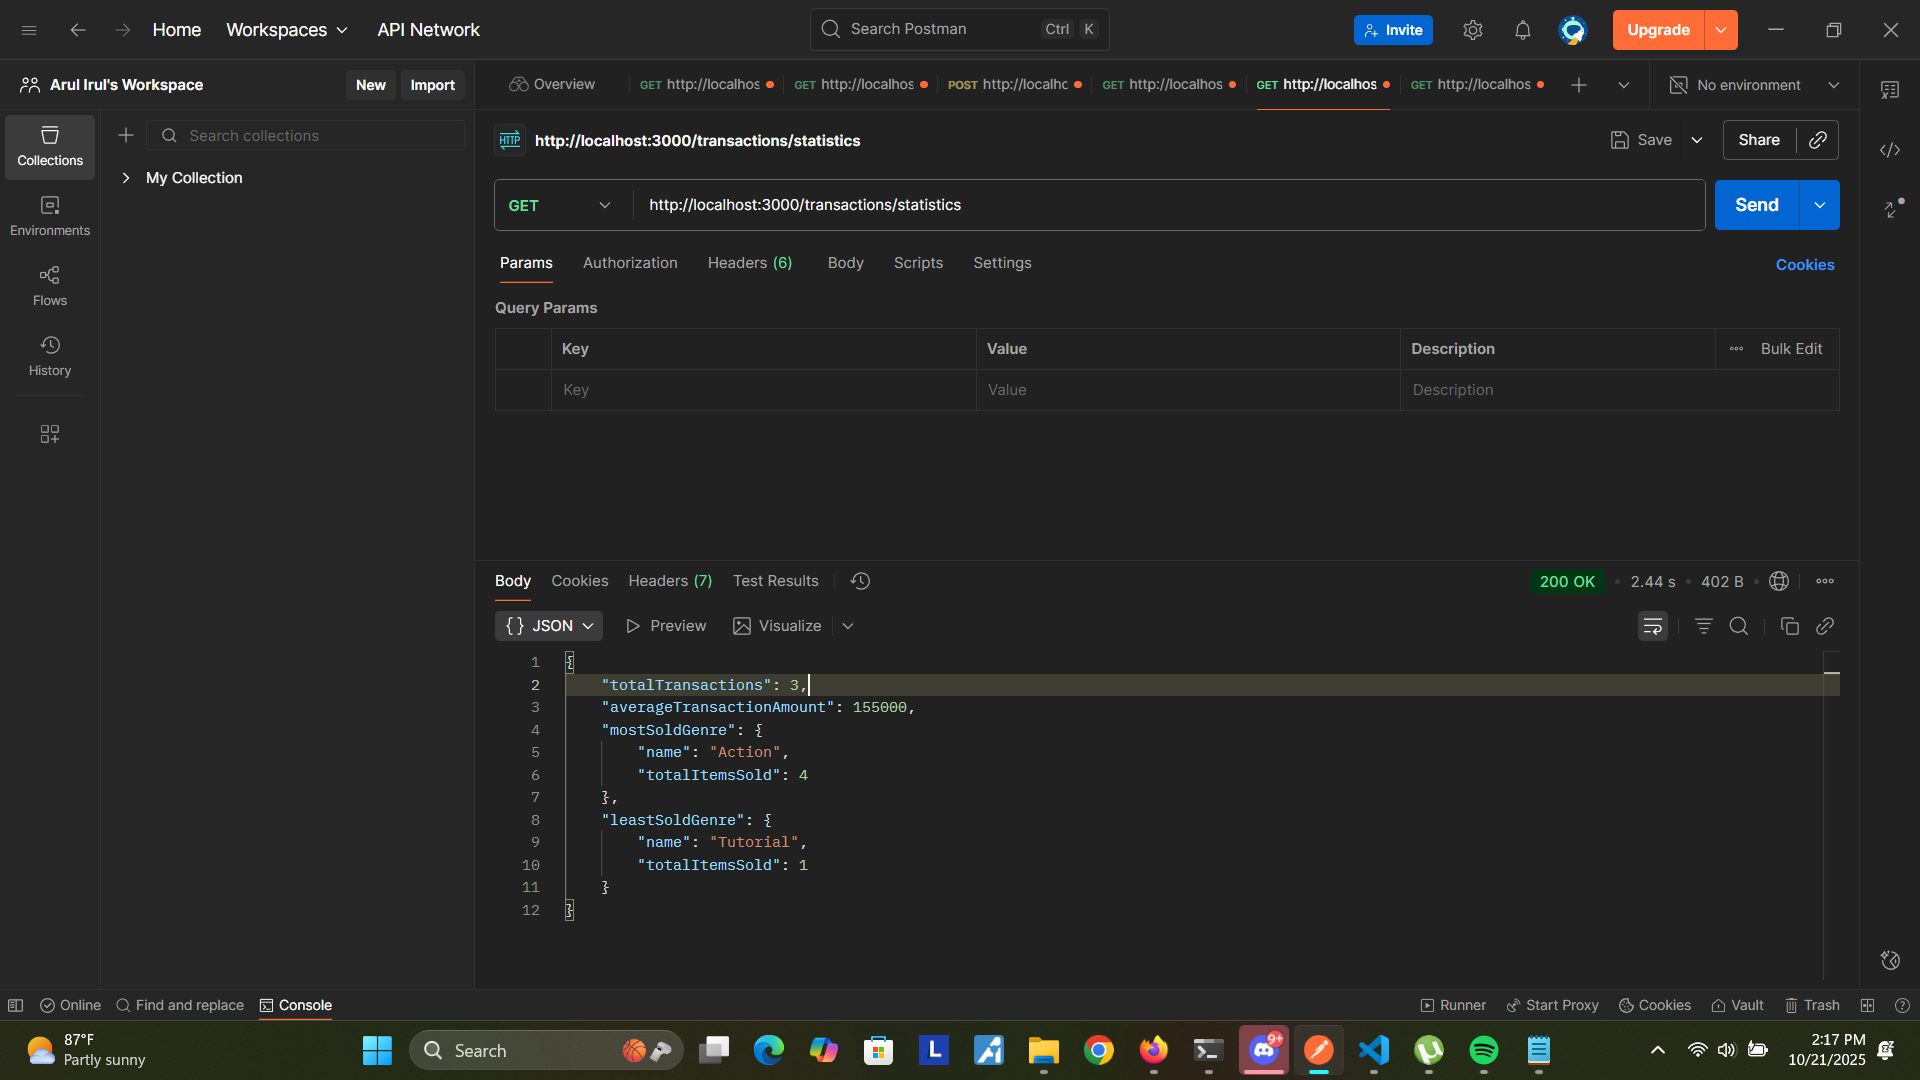 Home
Workspaces
API Network
Search Postman
Ctrl K
Invite
Upgrade
Arul Irul's Workspace
New
Import
Overview
GET http://localhos
GET http://localhos
POST http://localhc
GET http://localhos
GET http://localhos
GET http://localhos
No environment
Collections
Search collections
My Collection
Environments
Flows
History
HTTP http://localhost:3000/transactions/statistics
Save
Share
GET
http://localhost:3000/transactions/statistics
Send
Params
Authorization
Headers (6)
Body
Scripts
Settings
Cookies
Query Params
Key Value Description Bulk Edit
Key Value Description
Body
Cookies
Headers (7)
Test Results
200 OK
2.44 s
402 B
{} JSON
Preview
Visualize
1 {
2 "totalTransactions": 3,
3 "averageTransactionAmount": 155000,
4 "mostSoldGenre": {
5 "name": "Action",
6 "totalItemsSold": 4
7 },
8 "leastSoldGenre": {
9 "name": "Tutorial",
10 "totalItemsSold": 1
11 }
12 }
Online
Find and replace
Console
Runner
Start Proxy
Cookies
Vault
Trash
87°F
Partly sunny
Search
L
9+
2:17 PM
10/21/2025